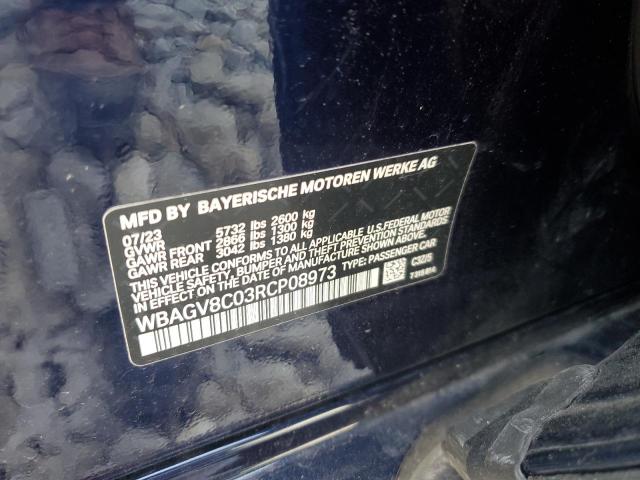 MFD BY BAYERISCHE MOTOREN WERKE AG
07/23
GVWR 5732 lbs 2600 kg
GAWR FRONT 2866 lbs 1300 kg
GAWR REAR 3042 lbs 1380 kg
THIS VEHICLE CONFORMS TO ALL APPLICABLE U.S.FEDERAL MOTOR
VEHICLE SAFETY, BUMPER, AND THEFT PREVENTION STANDARDS
IN EFFECT ON THE DATE OF MANUFACTURE SHOWN ABOVE.
WBAGV8C03RCP08973 TYPE: PASSENGER CAR
C32/5